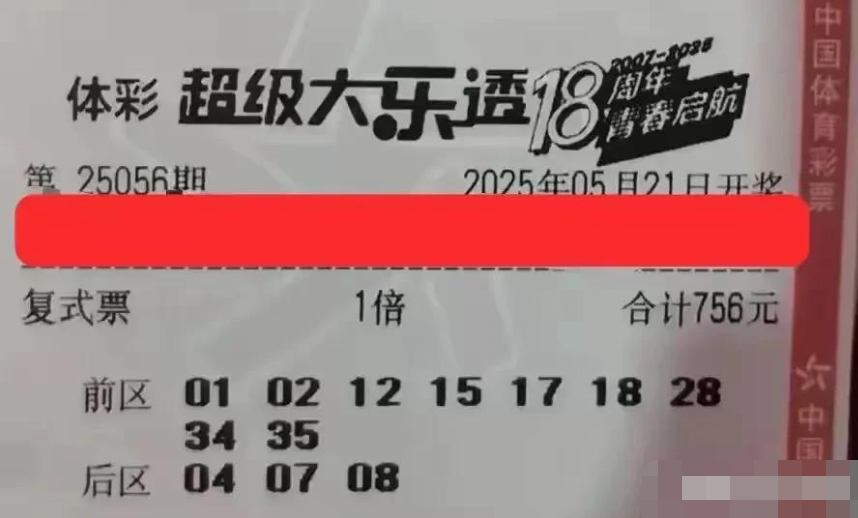 体彩 超级大乐透 18 2007-2025
周年
青春启航
第 25056期 2025年05月21日开奖
复式票 1倍 合计756元
前区 01 02 12 15 17 18 28
34 35
后区 04 07 08
中国体育彩票
中国